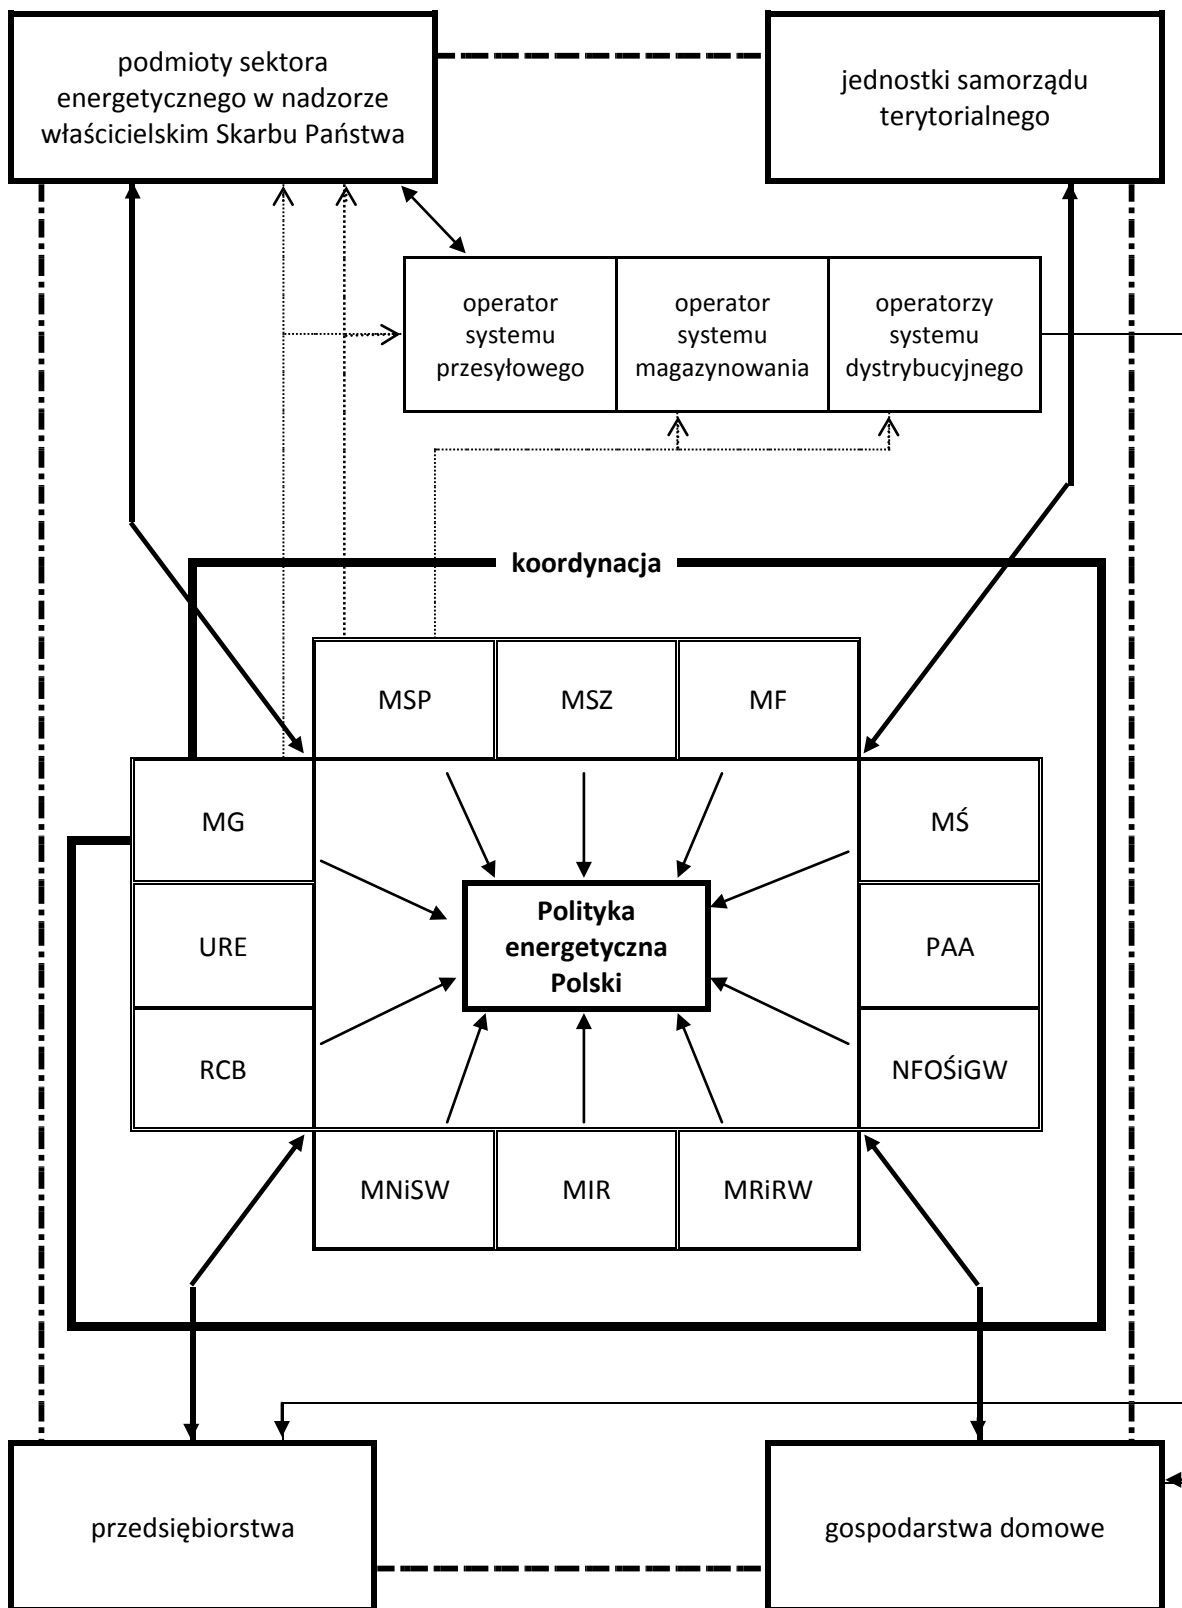 podmioty sektora
energetycznego w nadzorze
właścicielskim Skarbu Państwa
jednostki samorządu
terytorialnego
operator
systemu
przesyłowego
operator
systemu
magazynowania
operatorzy
systemu
dystrybucyjnego
koordynacja
MSP
MSZ
MF
MG
MŚ
Polityka
energetyczna
Polski
URE
PAA
RCB
NFOŚiGW
MNiSW
MIR
MRiRW
przedsiębiorstwa
gospodarstwa domowe